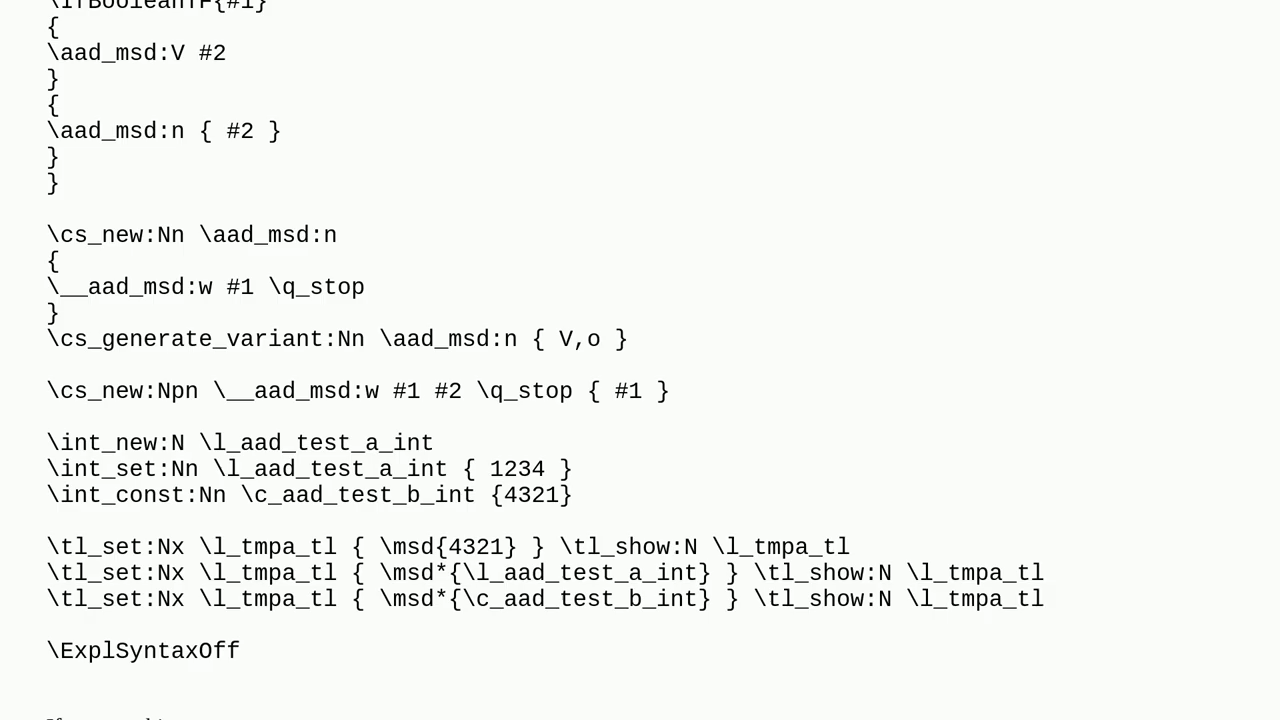 \IfBooleanTF{#1}
{
\aad_msd:V #2
}
{
\aad_msd:n { #2 }
}
}
\cs_new:Nn \aad_msd:n
{
\__aad_msd:w #1 \q_stop
}
\cs_generate_variant:Nn \aad_msd:n { V,o }
\cs_new:Npn \__aad_msd:w #1 #2 \q_stop { #1 }
\int_new:N \l_aad_test_a_int
\int_set:Nn \l_aad_test_a_int { 1234 }
\int_const:Nn \c_aad_test_b_int {4321}
\tl_set:Nx \l_tmpa_tl { \msd{4321} } \tl_show:N \l_tmpa_tl
\tl_set:Nx \l_tmpa_tl { \msd*{\l_aad_test_a_int} } \tl_show:N \l_tmpa_tl
\tl_set:Nx \l_tmpa_tl { \msd*{\c_aad_test_b_int} } \tl_show:N \l_tmpa_tl
\ExplSyntaxOff